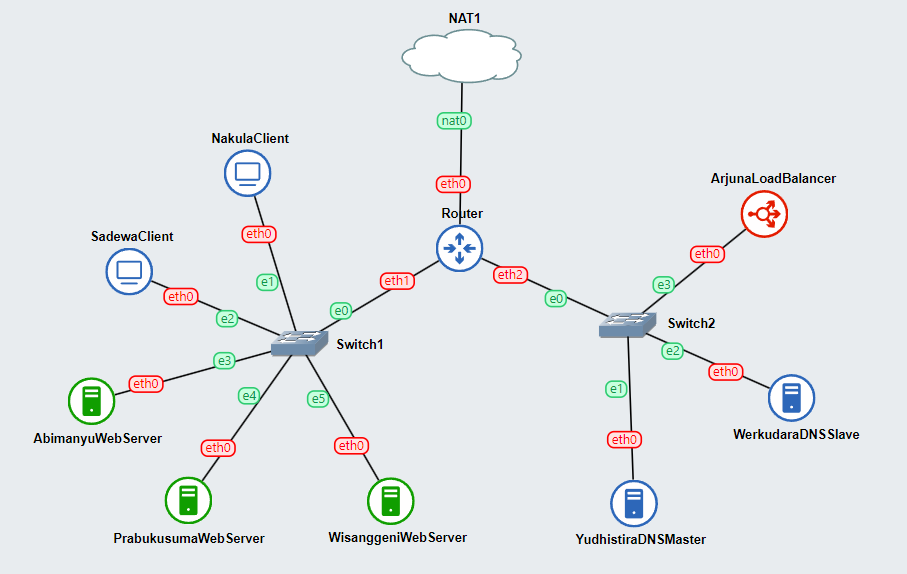 NAT1
nat0
NakulaClient
ArjunaLoadBalancer
eth0
Router
SadewaClient
eth0
eth0
eth1
eth2
e1
e3
eth0
e0
e0
e2
Switch1
Switch2
e3
e2
eth0
eth0
e4
e5
e1
AbimanyuWebServer
WerkudaraDNSSlave
eth0
eth0
eth0
PrabukusumaWebServer
WisanggeniWebServer
YudhistiraDNSMaster